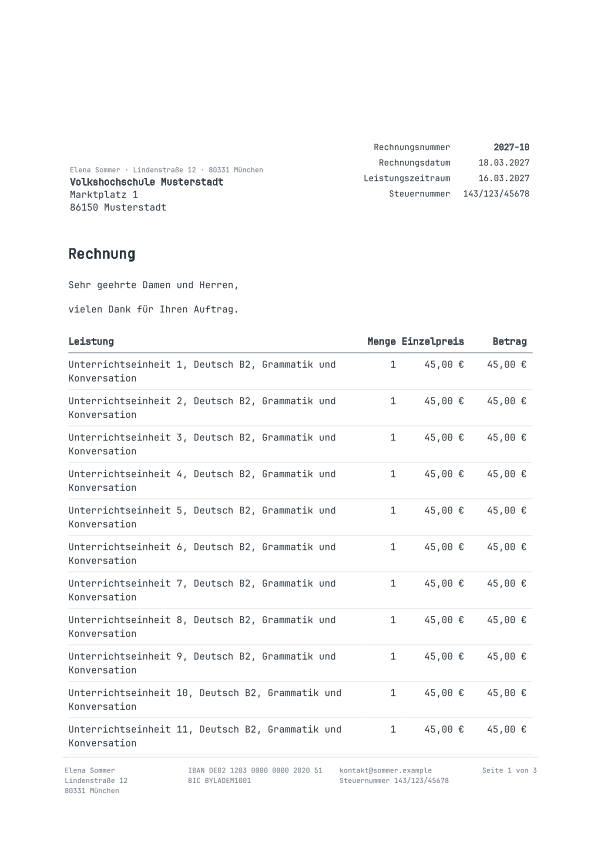 Rechnungsnummer 2027-10
Rechnungsdatum 18.03.2027
Leistungszeitraum 16.03.2027
Steuernummer 143/123/45678
Elena Sommer · Lindenstraße 12 · 80331 München
Volkshochschule Musterstadt
Marktplatz 1
86150 Musterstadt
Rechnung
Sehr geehrte Damen und Herren,
vielen Dank für Ihren Auftrag.
Leistung Menge Einzelpreis Betrag
Unterrichtseinheit 1, Deutsch B2, Grammatik und 1 45,00 € 45,00 €
Konversation
Unterrichtseinheit 2, Deutsch B2, Grammatik und 1 45,00 € 45,00 €
Konversation
Unterrichtseinheit 3, Deutsch B2, Grammatik und 1 45,00 € 45,00 €
Konversation
Unterrichtseinheit 4, Deutsch B2, Grammatik und 1 45,00 € 45,00 €
Konversation
Unterrichtseinheit 5, Deutsch B2, Grammatik und 1 45,00 € 45,00 €
Konversation
Unterrichtseinheit 6, Deutsch B2, Grammatik und 1 45,00 € 45,00 €
Konversation
Unterrichtseinheit 7, Deutsch B2, Grammatik und 1 45,00 € 45,00 €
Konversation
Unterrichtseinheit 8, Deutsch B2, Grammatik und 1 45,00 € 45,00 €
Konversation
Unterrichtseinheit 9, Deutsch B2, Grammatik und 1 45,00 € 45,00 €
Konversation
Unterrichtseinheit 10, Deutsch B2, Grammatik und 1 45,00 € 45,00 €
Konversation
Unterrichtseinheit 11, Deutsch B2, Grammatik und 1 45,00 € 45,00 €
Konversation
Elena Sommer IBAN DE02 1203 0000 0000 2020 51 kontakt@sommer.example Seite 1 von 3
Lindenstraße 12 BIC BYLADEM1001 Steuernummer 143/123/45678
80331 München